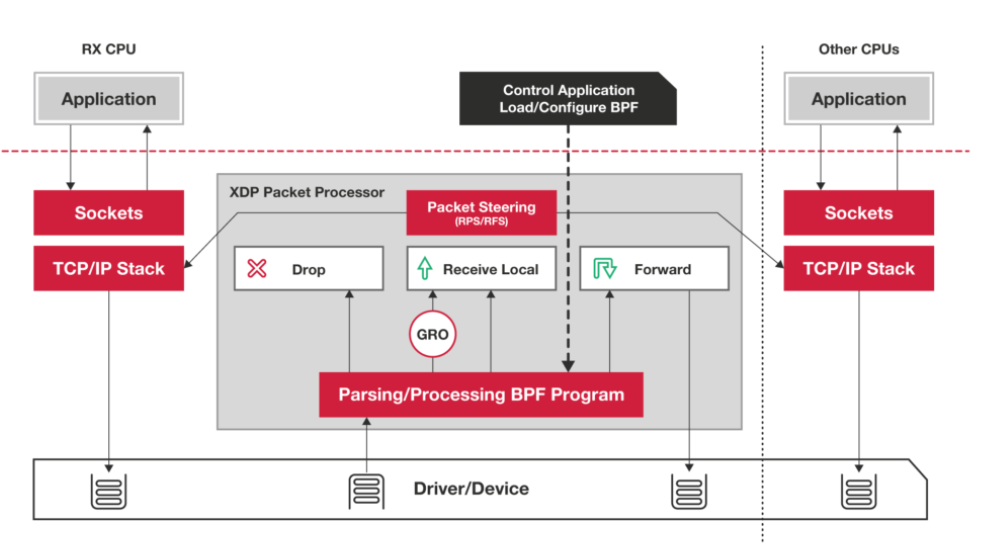 RX CPU
Other CPUs
Application
Control Application
Load/Configure BPF
Application
XDP Packet Processor
Sockets
Packet Steering
(RPS/RFS)
Sockets
TCP/IP Stack
Drop
Receive Local
Forward
TCP/IP Stack
GRO
Parsing/Processing BPF Program
Driver/Device